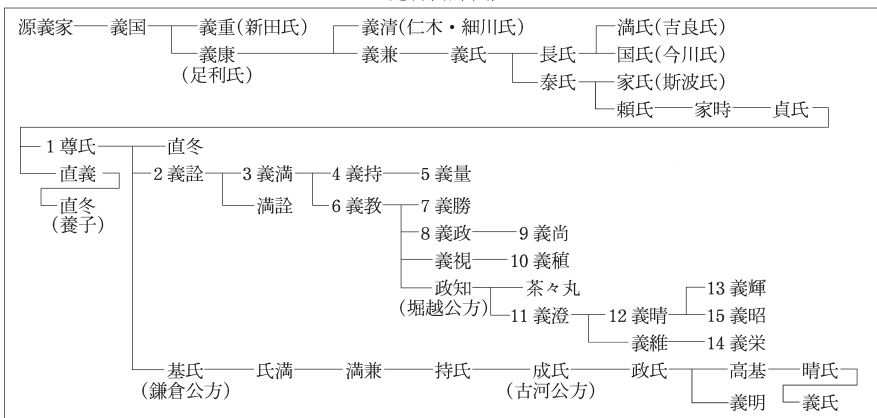 源義家 義国 義重(新田氏) 義清(仁木・細川氏) 満氏(吉良氏)
義康 義兼 義氏 長氏 国氏(今川氏)
(足利氏) 泰氏 家氏(斯波氏)
頼氏 家時 貞氏
1 尊氏 直冬
直義 2 義詮 3 義満 4 義持 5 義量
直冬 満詮 6 義教 7 義勝
(養子) 8 義政 9 義尚
義視 10 義稙
政知 茶々丸 13 義輝
(堀越公方) 11 義澄 12 義晴 15 義昭
義維 14 義栄
基氏 氏満 満兼 持氏 成氏 政氏 高基 晴氏
(鎌倉公方) (古河公方) 義明 義氏